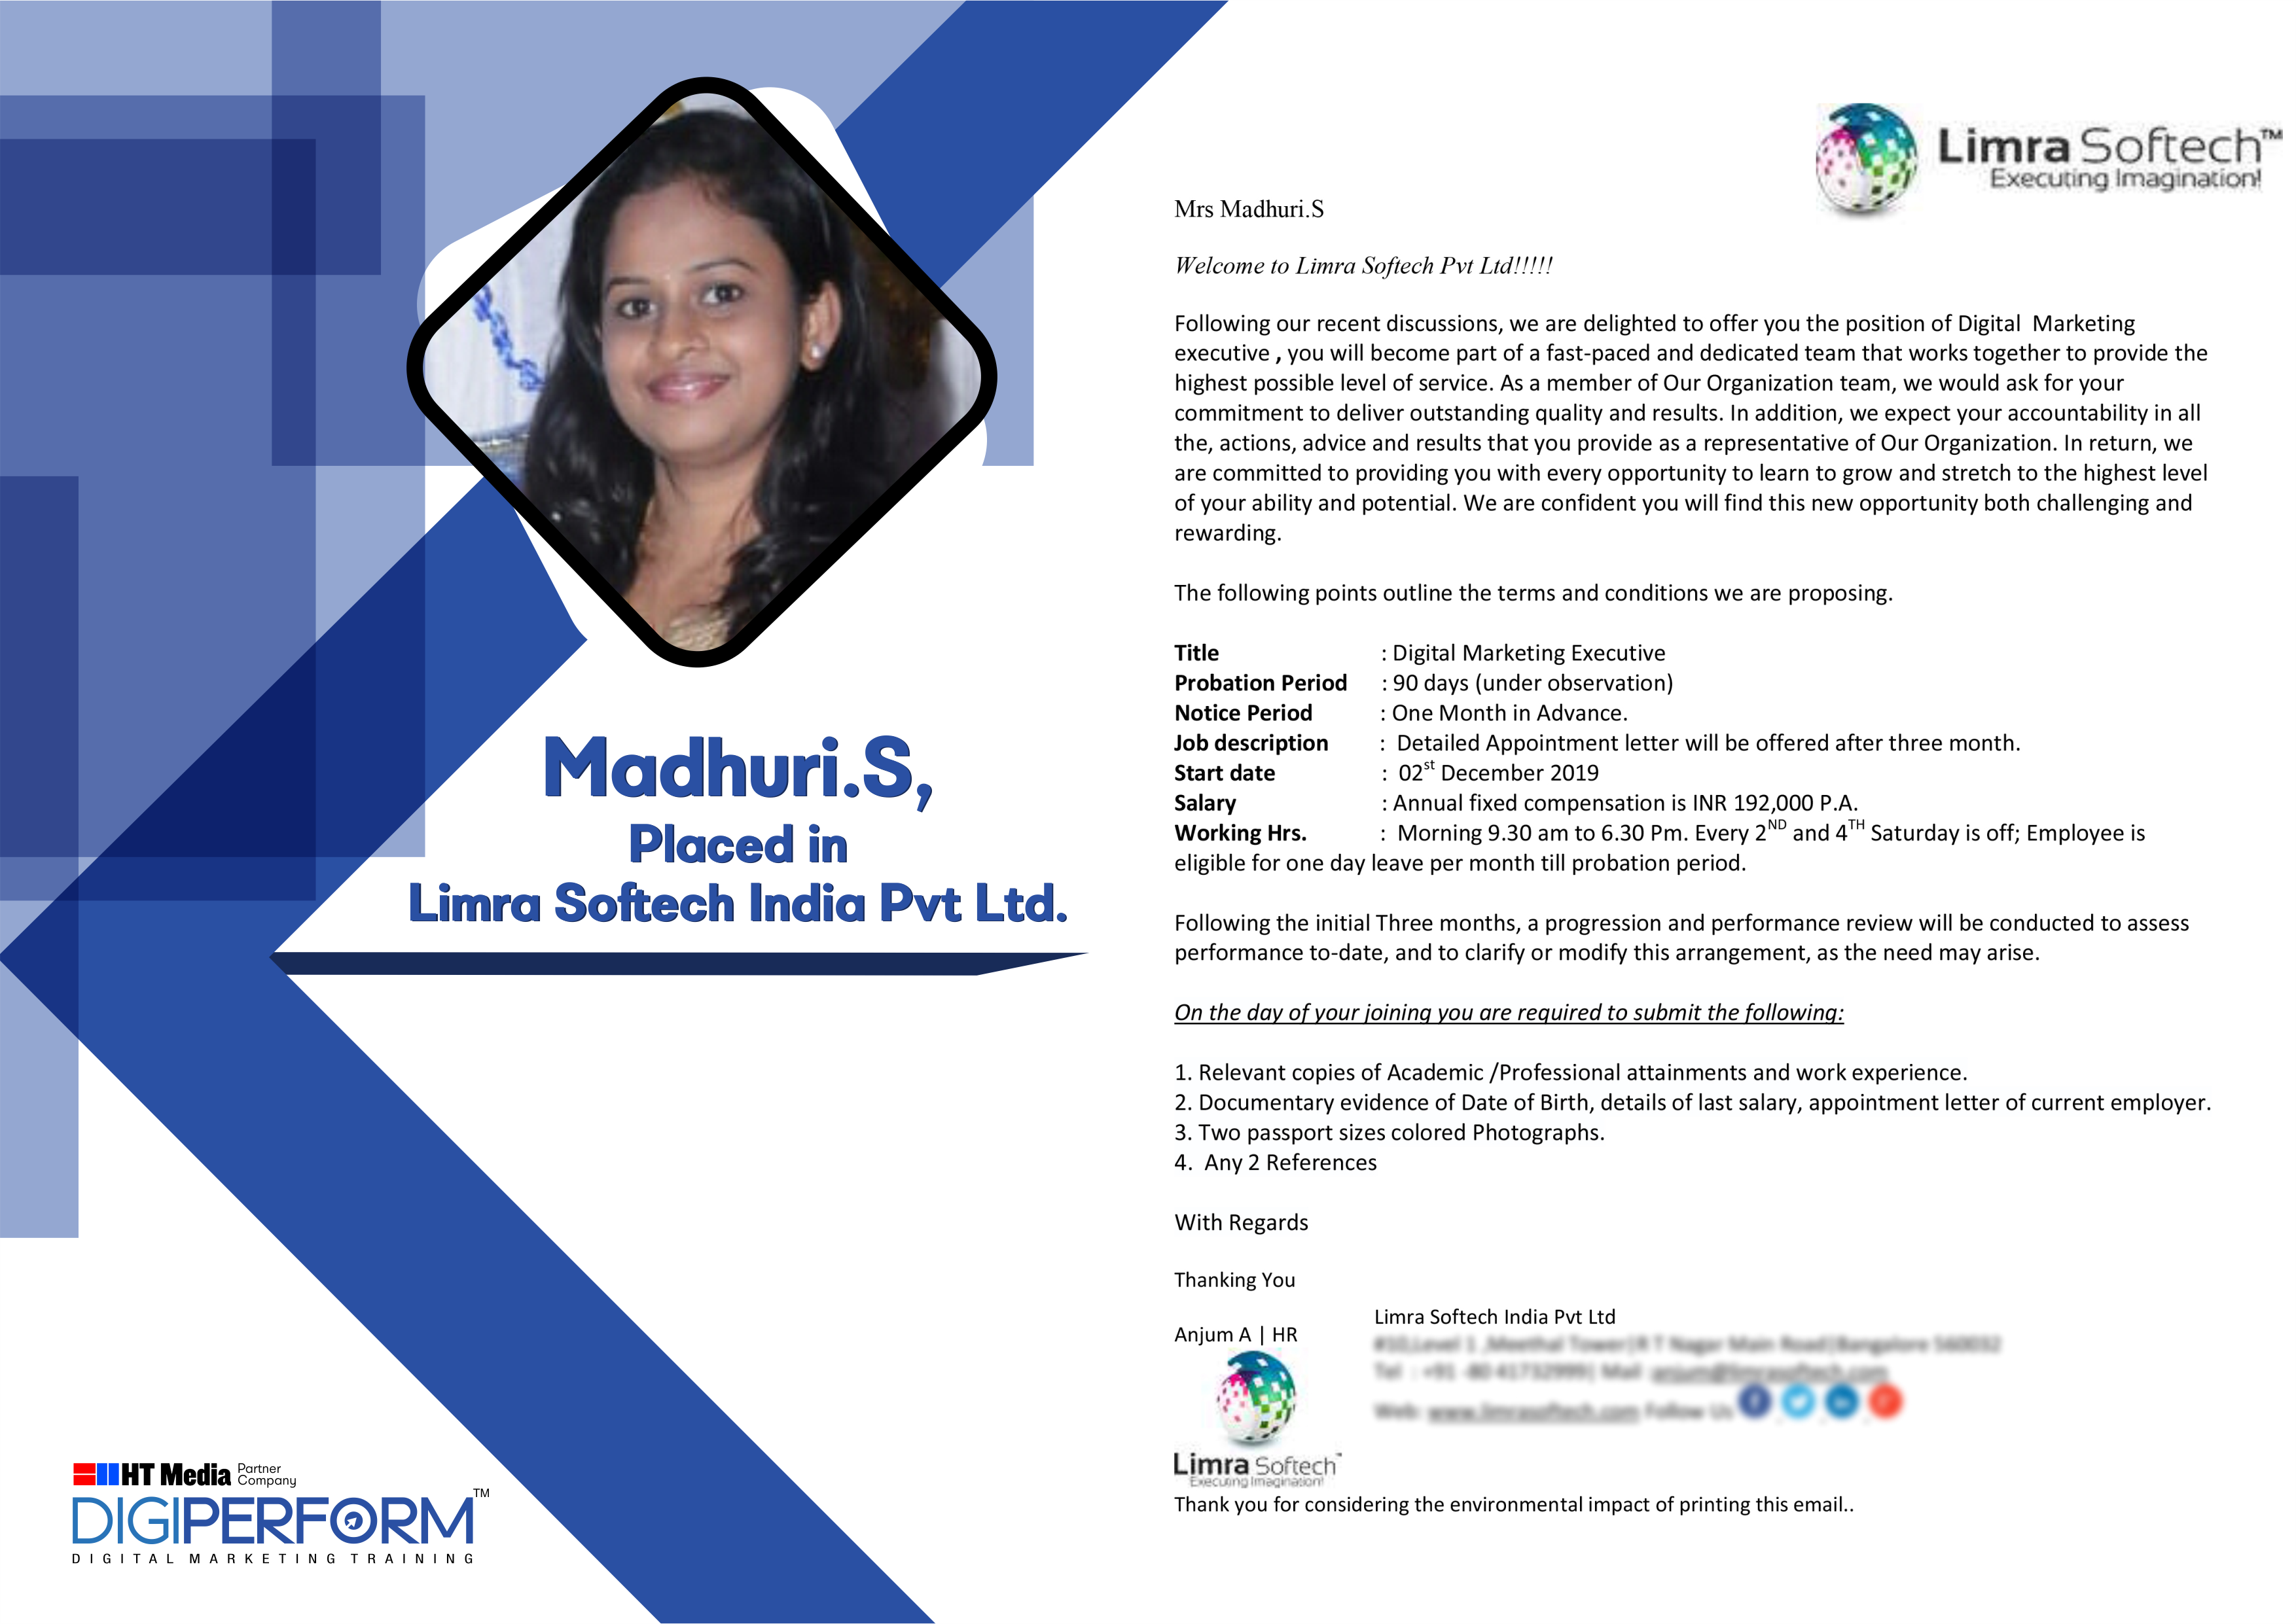 Madhuri.S,
Placed in
Limra Softech India Pvt Ltd.
HT Media Partner Company
DIGIPERFORM™
DIGITAL MARKETING TRAINING
Limra Softech™
Executing Imagination!
Mrs Madhuri.S
Welcome to Limra Softech Pvt Ltd!!!!!
Following our recent discussions, we are delighted to offer you the position of Digital  Marketing
executive , you will become part of a fast-paced and dedicated team that works together to provide the
highest possible level of service. As a member of Our Organization team, we would ask for your
commitment to deliver outstanding quality and results. In addition, we expect your accountability in all
the, actions, advice and results that you provide as a representative of Our Organization. In return, we
are committed to providing you with every opportunity to learn to grow and stretch to the highest level
of your ability and potential. We are confident you will find this new opportunity both challenging and
rewarding.
The following points outline the terms and conditions we are proposing.
Title : Digital Marketing Executive
Probation Period : 90 days (under observation)
Notice Period : One Month in Advance.
Job description : Detailed Appointment letter will be offered after three month.
Start date : 02st December 2019
Salary : Annual fixed compensation is INR 192,000 P.A.
Working Hrs. : Morning 9.30 am to 6.30 Pm. Every 2ND and 4TH Saturday is off; Employee is
eligible for one day leave per month till probation period.
Following the initial Three months, a progression and performance review will be conducted to assess
performance to-date, and to clarify or modify this arrangement, as the need may arise.
On the day of your joining you are required to submit the following:
1. Relevant copies of Academic /Professional attainments and work experience.
2. Documentary evidence of Date of Birth, details of last salary, appointment letter of current employer.
3. Two passport sizes colored Photographs.
4.  Any 2 References
With Regards
Thanking You
Anjum A | HR
Limra Softech India Pvt Ltd
Limra Softech™
Executing Imagination!
Thank you for considering the environmental impact of printing this email..